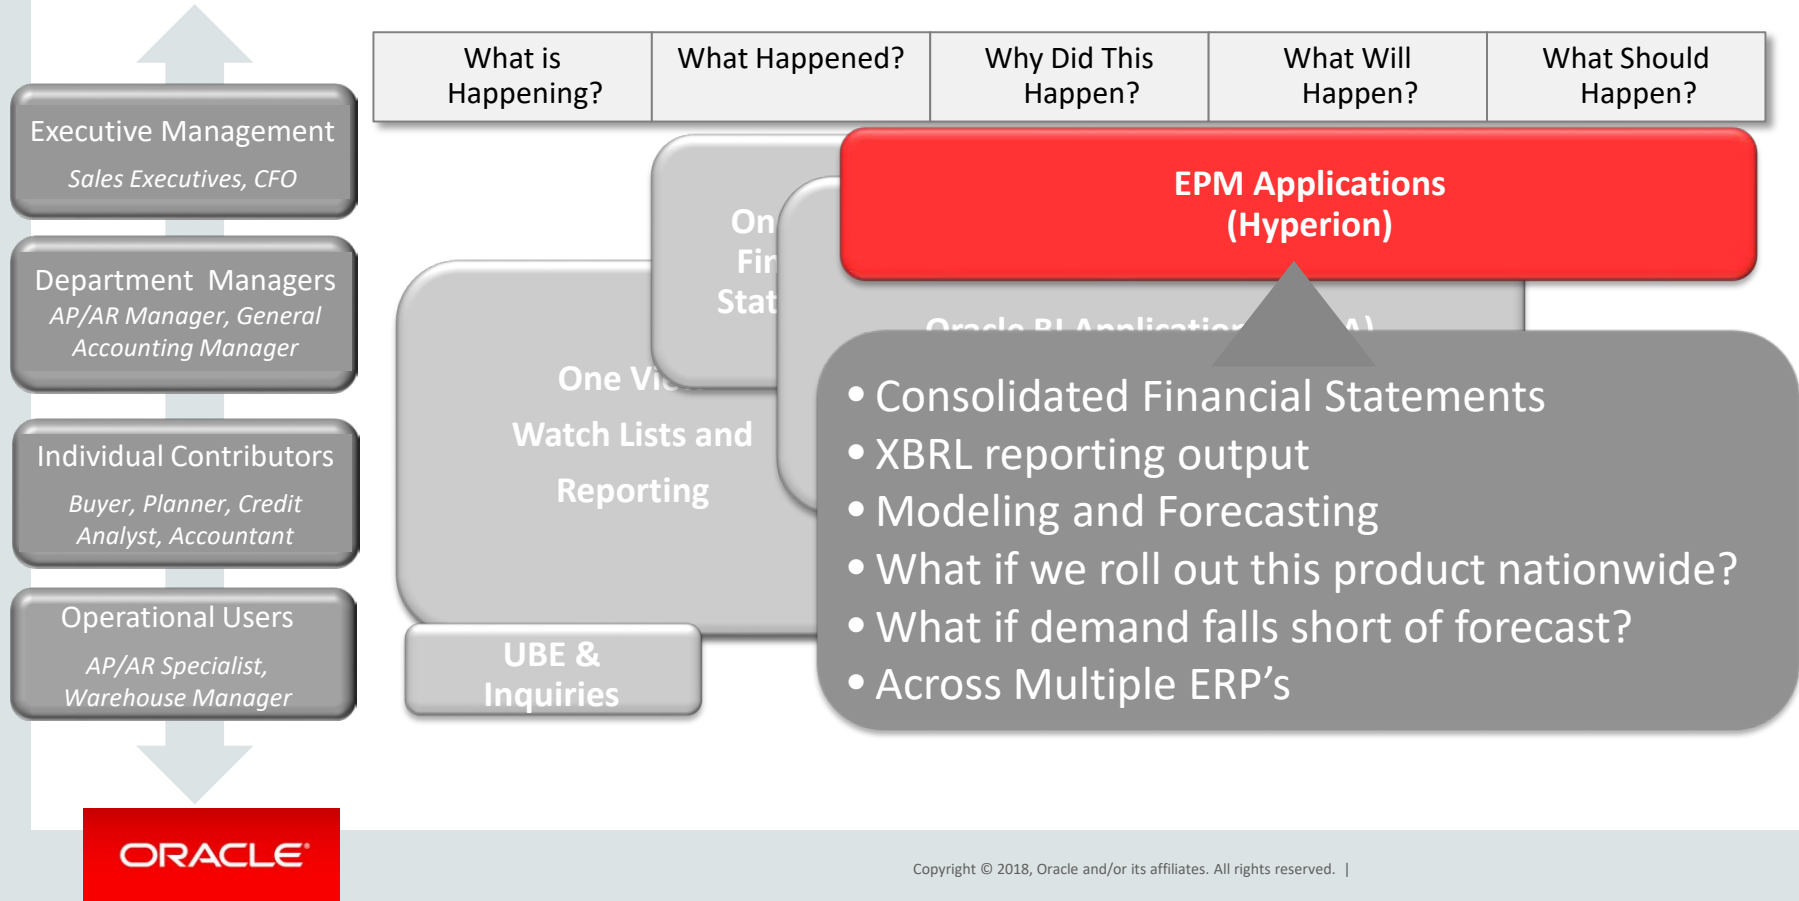 What is
Happening?
What Happened?
Why Did This
Happen?
What Will
Happen?
What Should
Happen?
Executive Management
Sales Executives, CFO
Department Managers
AP/AR Manager, General
Accounting Manager
Individual Contributors
Buyer, Planner, Credit
Analyst, Accountant
Operational Users
AP/AR Specialist,
Warehouse Manager
EPM Applications
(Hyperion)
One
Watch Lists and
Reporting
UBE &
Inquiries
Oracle BI
• Consolidated Financial Statements
• XBRL reporting output
• Modeling and Forecasting
• What if we roll out this product nationwide?
• What if demand falls short of forecast?
• Across Multiple ERP’s
ORACLE®
Copyright © 2018, Oracle and/or its affiliates. All rights reserved. |